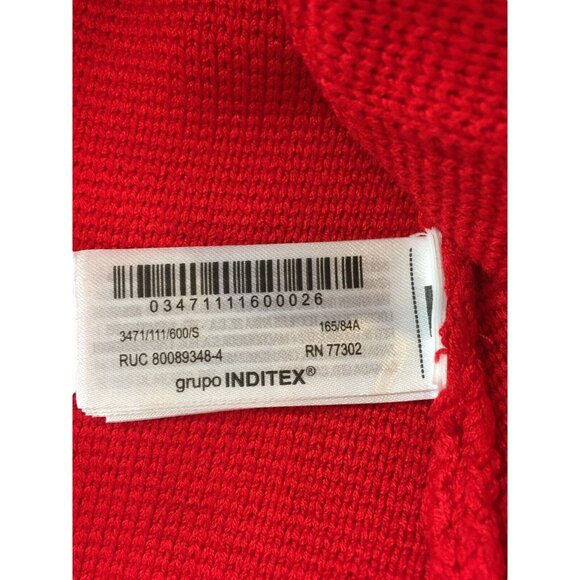 03471111600026
3471/111/600/S 165/84A
RUC 80089348-4 RN 77302
grupo INDITEX®